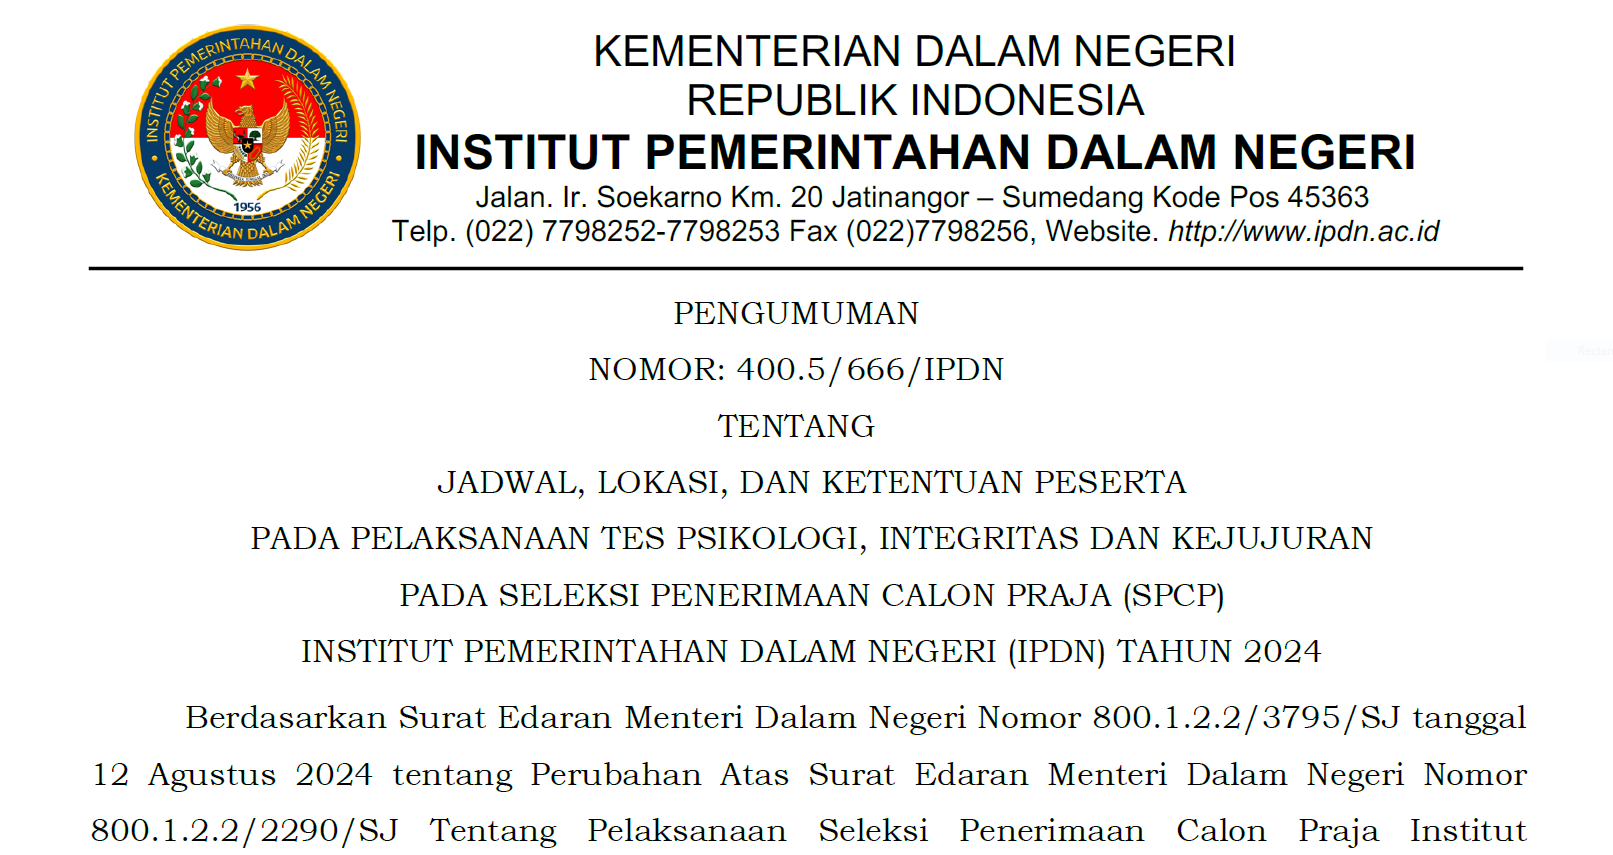 INSTITUT PEMERINTAHAN DALAM NEGERI
KEMENTERIAN DALAM NEGERI
1956
KEMENTERIAN DALAM NEGERI
REPUBLIK INDONESIA
INSTITUT PEMERINTAHAN DALAM NEGERI
Jalan. Ir. Soekarno Km. 20 Jatinangor – Sumedang Kode Pos 45363
Telp. (022) 7798252-7798253 Fax (022)7798256, Website. http://www.ipdn.ac.id
PENGUMUMAN
NOMOR: 400.5/666/IPDN
TENTANG
JADWAL, LOKASI, DAN KETENTUAN PESERTA
PADA PELAKSANAAN TES PSIKOLOGI, INTEGRITAS DAN KEJUJURAN
PADA SELEKSI PENERIMAAN CALON PRAJA (SPCP)
INSTITUT PEMERINTAHAN DALAM NEGERI (IPDN) TAHUN 2024
Berdasarkan Surat Edaran Menteri Dalam Negeri Nomor 800.1.2.2/3795/SJ tanggal
12 Agustus 2024 tentang Perubahan Atas Surat Edaran Menteri Dalam Negeri Nomor
800.1.2.2/2290/SJ Tentang Pelaksanaan Seleksi Penerimaan Calon Praja Institut